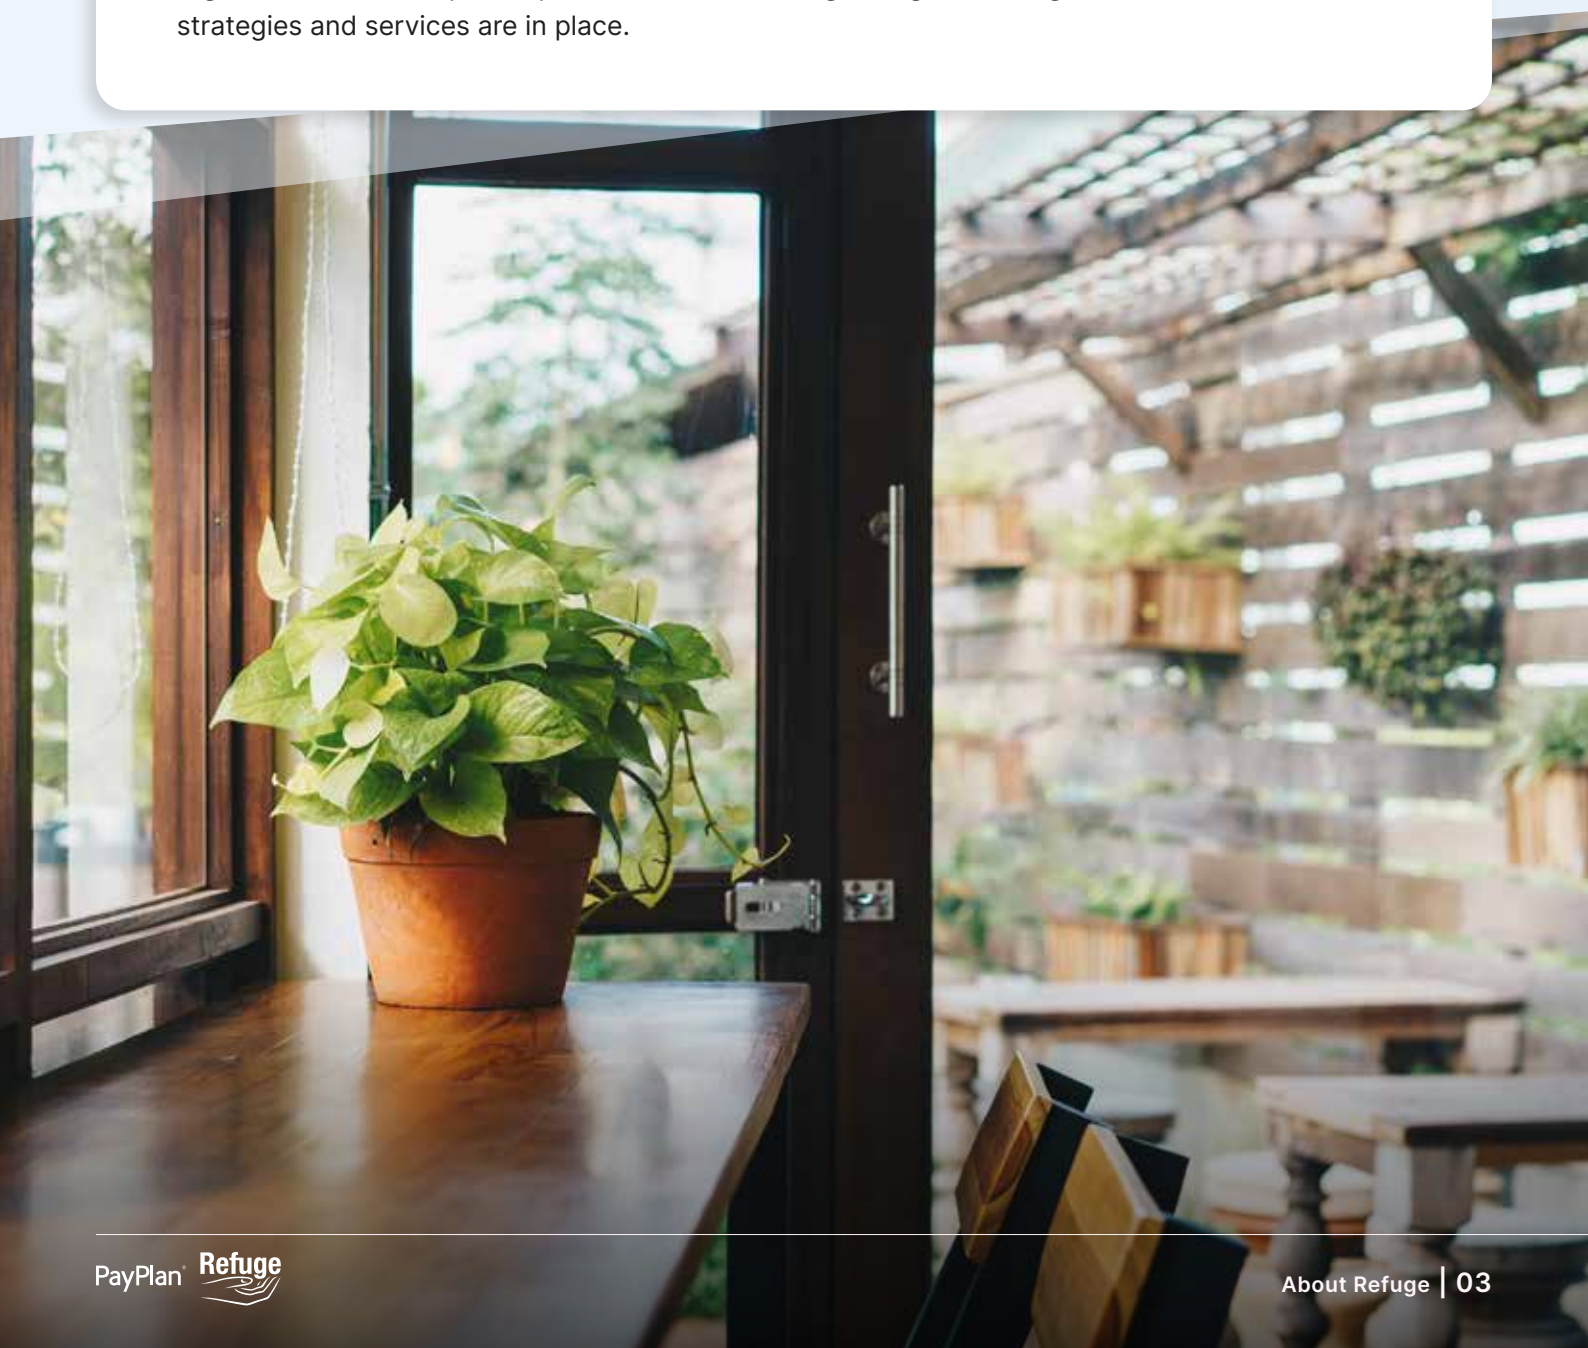 strategies and services are in place.
PayPlan
Refuge
About Refuge | 03